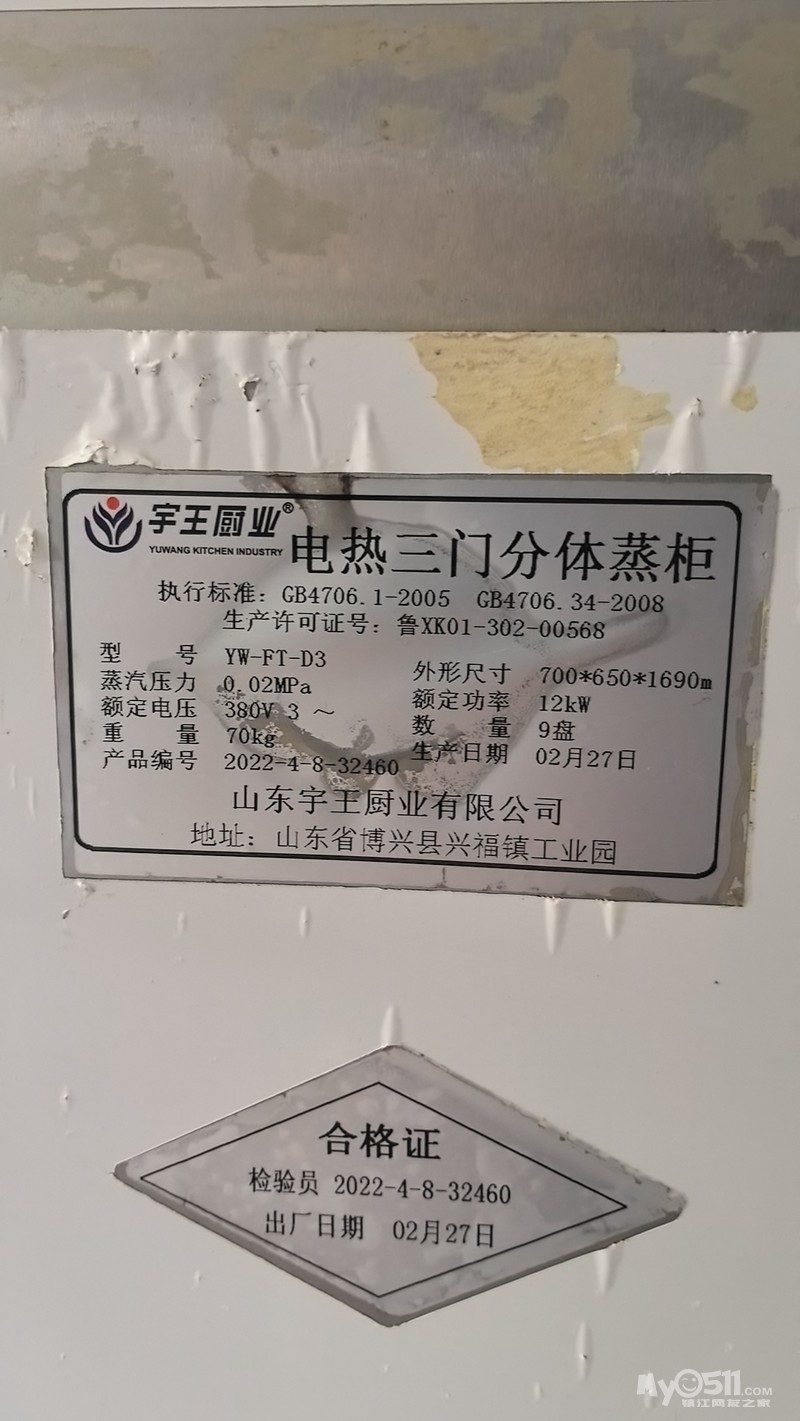 宇王厨业®
YUWANG KITCHEN INDUSTRY
电热三门分体蒸柜
执行标准：GB4706.1-2005 GB4706.34-2008
生产许可证号：鲁XK01-302-00568
型 号 YW-FT-D3 外形尺寸 700*650*1690m
蒸汽压力 0.02MPa 额定功率 12kW
额定电压 380V 3 ～ 数 量 9盘
重 量 70kg 生产日期 02月27日
产品编号 2022-4-8-32460
山东宇王厨业有限公司
地址：山东省博兴县兴福镇工业园
合格证
检验员 2022-4-8-32460
出厂日期 02月27日
My0511.COM
镇江网友之家